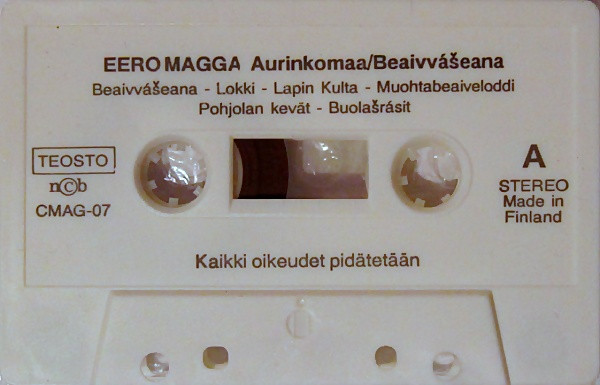 EERO MAGGA Aurinkomaa/Beaivvášeana
Beaivvášeana - Lokki - Lapin Kulta - Muohtabeaiveloddi
Pohjolan kevät - Buolašrásit
TEOSTO
n©b
CMAG-07
A
STEREO
Made in
Finland
Kaikki oikeudet pidätetään